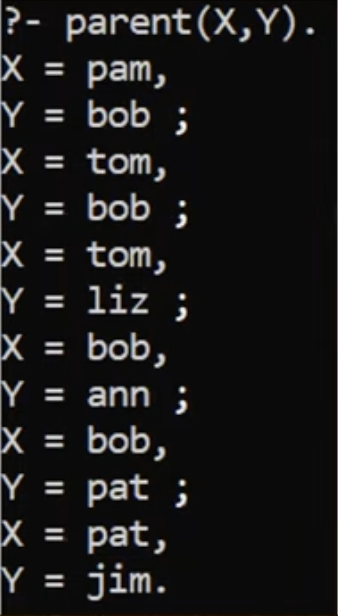 ?- parent(X,Y).
X = pam,
Y = bob ;
X = tom,
Y = bob ;
X = tom,
Y = liz ;
X = bob,
Y = ann ;
X = bob,
Y = pat ;
X = pat,
Y = jim.